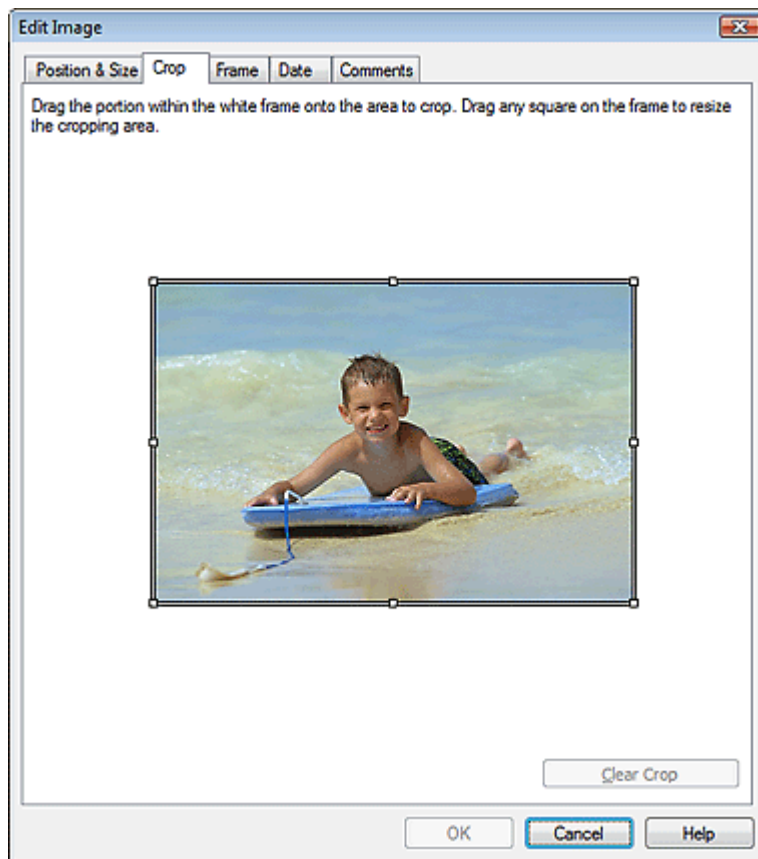 Edit Image
Position & Size Crop Frame Date Comments
Drag the portion within the white frame onto the area to crop. Drag any square on the frame to resize
the cropping area.
Clear Crop
OK Cancel Help